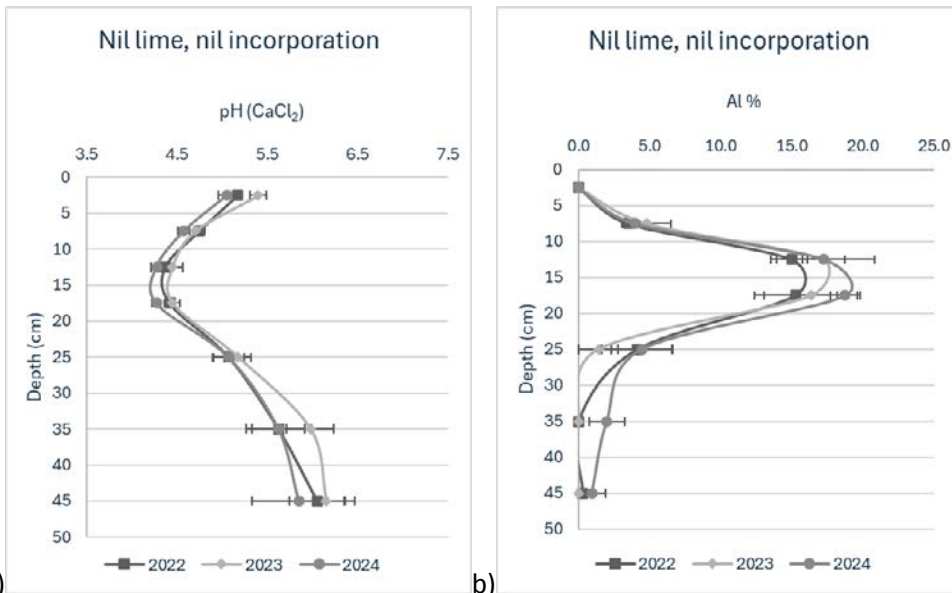 Nil lime, nil incorporation
pH (CaCl₂)
3.5 4.5 5.5 6.5 7.5
0
5
10
15
20
25
30
35
40
45
50
Depth (cm)
2022 2023 2024
)
Nil lime, nil incorporation
Al %
0.0 5.0 10.0 15.0 20.0 25.0
0
5
10
15
20
25
30
35
40
45
50
Depth (cm)
2022 2023 2024
b)